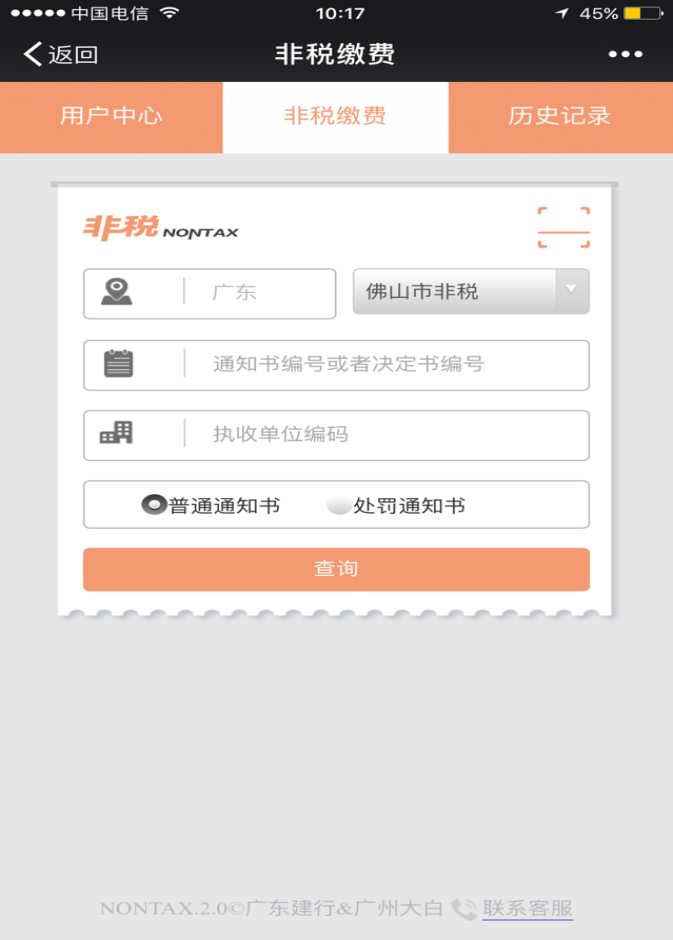 中国电信 10:17 45%
返回 非税缴费
用户中心 非税缴费 历史记录
非税 NONTAX
广东 佛山市非税
通知书编号或者决定书编号
执收单位编码
普通通知书 处罚通知书
查询
NONTAX.2.0©广东建行&广州大白 联系客服